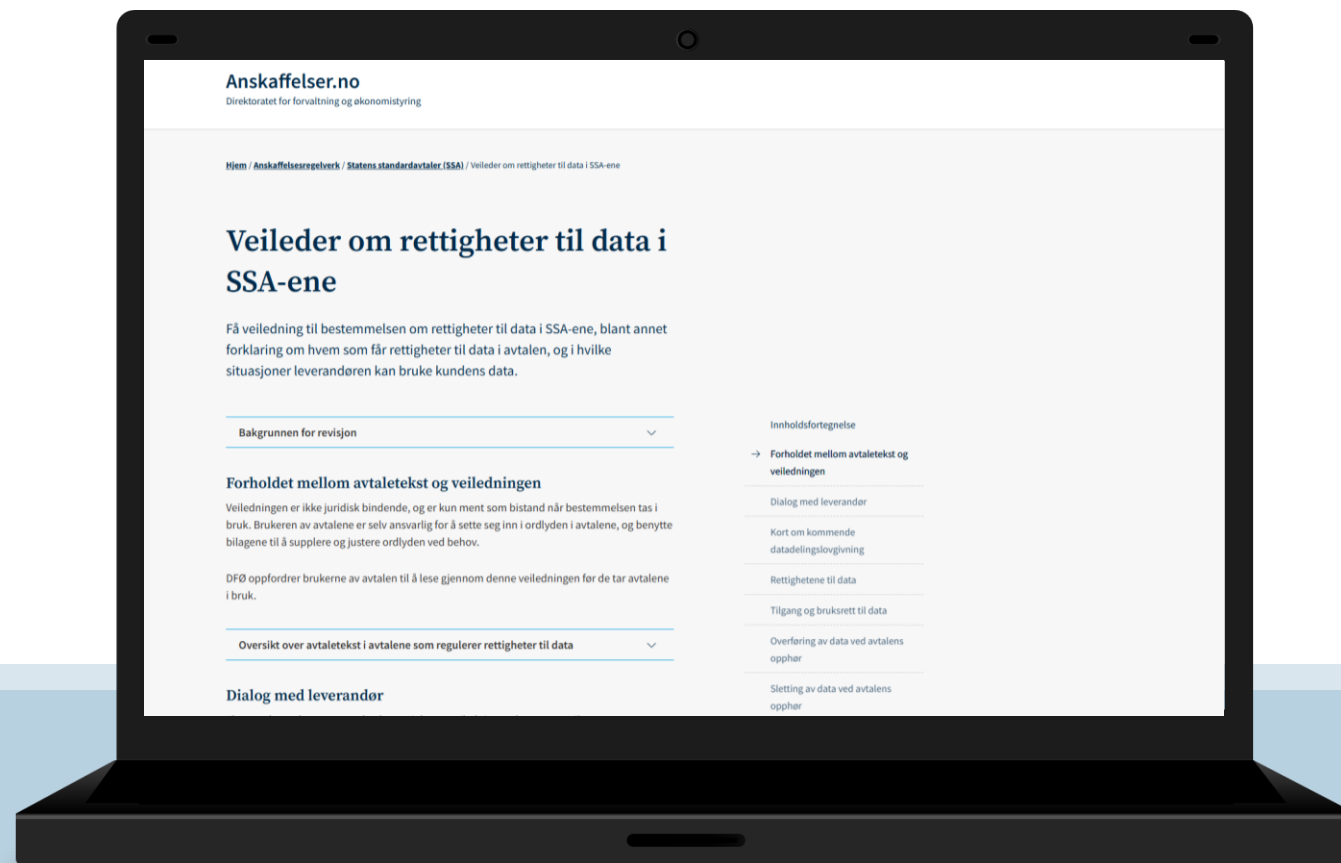 Anskaffelser.no
Direktoratet for forvaltning og økonomistyring
Hjem / Anskaffelsesregelverk / Statens standardavtaler (SSA) / Veileder om rettigheter til data i SSA-ene
Veileder om rettigheter til data i
SSA-ene
Få veiledning til bestemmelsen om rettigheter til data i SSA-ene, blant annet
forklaring om hvem som får rettigheter til data i avtalen, og i hvilke
situasjoner leverandøren kan bruke kundens data.
Bakgrunnen for revisjon
Forholdet mellom avtaletekst og veiledningen
Veiledningen er ikke juridisk bindende, og er kun ment som bistand når bestemmelsen tas i
bruk. Brukeren av avtalene er selv ansvarlig for å sette seg inn i ordlyden i avtalene, og benytte
bilagene til å supplere og justere ordlyden ved behov.
DFØ oppfordrer brukerne av avtalen til å lese gjennom denne veiledningen før de tar avtalene
i bruk.
Oversikt over avtaletekst i avtalene som regulerer rettigheter til data
Dialog med leverandør
Innholdsfortegnelse
→ Forholdet mellom avtaletekst og
veiledningen
Dialog med leverandør
Kort om kommende
datadelingslovgivning
Rettighetene til data
Tilgang og bruksrett til data
Overføring av data ved avtalens
opphør
Sletting av data ved avtalens
opphør